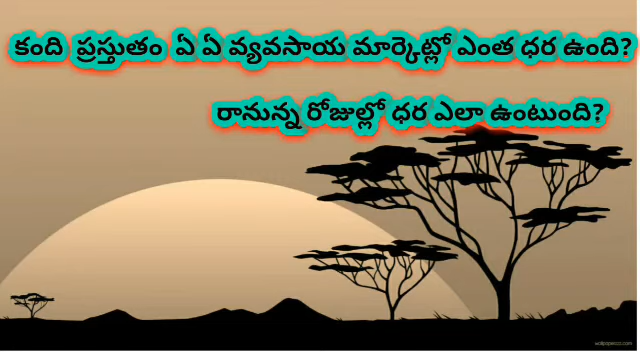 కంది ప్రస్తుతం ఏ ఏ వ్యవసాయ మార్కెట్లో ఎంత ధర ఉంది?
రానున్న రోజుల్లో ధర ఎలా ఉంటుంది?